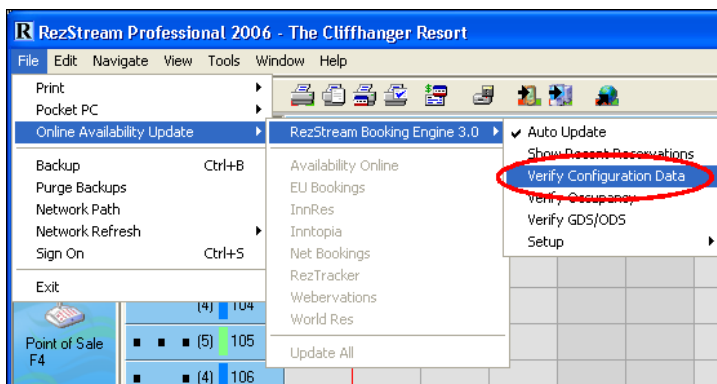 R RezStream Professional 2006 - The Cliffhanger Resort
File Edit Navigate View Tools Window Help
Print
Pocket PC
Online Availability Update
Backup Ctrl+B
Purge Backups
Network Path
Network Refresh
Sign On Ctrl+S
Exit
RezStream Booking Engine 3.0
Availability Online
EU Bookings
InnRes
Inntopia
Net Bookings
RezTracker
Webervations
World Res
Update All
Auto Update
Show Recent Reservations
Verify Configuration Data
Verify Occupancy
Verify GDS/ODS
Setup
(4) 104
Point of Sale
F4
(5) 105
(4) 106